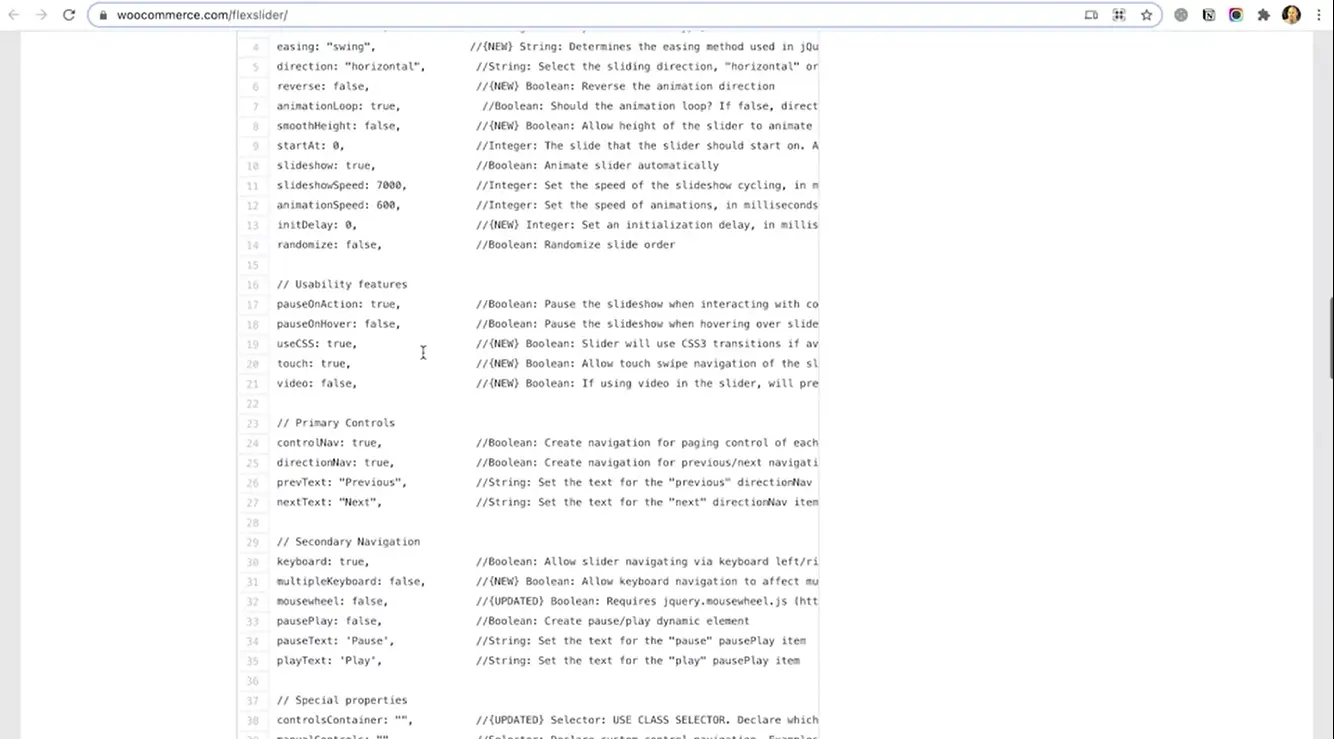 woocommerce.com/flexslider/
4 easing: "swing", //{NEW} String: Determines the easing method used in jQu
5 direction: "horizontal", //String: Select the sliding direction, "horizontal" or
6 reverse: false, //{NEW} Boolean: Reverse the animation direction
7 animationLoop: true, //Boolean: Should the animation loop? If false, direct
8 smoothHeight: false, //{NEW} Boolean: Allow height of the slider to animate
9 startAt: 0, //Integer: The slide that the slider should start on. A
10 slideshow: true, //Boolean: Animate slider automatically
11 slideshowSpeed: 7000, //Integer: Set the speed of the slideshow cycling, in m
12 animationSpeed: 600, //Integer: Set the speed of animations, in milliseconds
13 initDelay: 0, //{NEW} Integer: Set an initialization delay, in millis
14 randomize: false, //Boolean: Randomize slide order
15
16 // Usability features
17 pauseOnAction: true, //Boolean: Pause the slideshow when interacting with co
18 pauseOnHover: false, //Boolean: Pause the slideshow when hovering over slide
19 useCSS: true, //{NEW} Boolean: Slider will use CSS3 transitions if av
20 touch: true, //{NEW} Boolean: Allow touch swipe navigation of the sl
21 video: false, //{NEW} Boolean: If using video in the slider, will pre
22
23 // Primary Controls
24 controlNav: true, //Boolean: Create navigation for paging control of each
25 directionNav: true, //Boolean: Create navigation for previous/next navigati
26 prevText: "Previous", //String: Set the text for the "previous" directionNav
27 nextText: "Next", //String: Set the text for the "next" directionNav item
28
29 // Secondary Navigation
30 keyboard: true, //Boolean: Allow slider navigating via keyboard left/ri
31 multipleKeyboard: false, //{NEW} Boolean: Allow keyboard navigation to affect mu
32 mousewheel: false, //{UPDATED} Boolean: Requires jquery.mousewheel.js (htt
33 pausePlay: false, //Boolean: Create pause/play dynamic element
34 pauseText: 'Pause', //String: Set the text for the "pause" pausePlay item
35 playText: 'Play', //String: Set the text for the "play" pausePlay item
36
37 // Special properties
38 controlsContainer: "", //{UPDATED} Selector: USE CLASS SELECTOR. Declare which